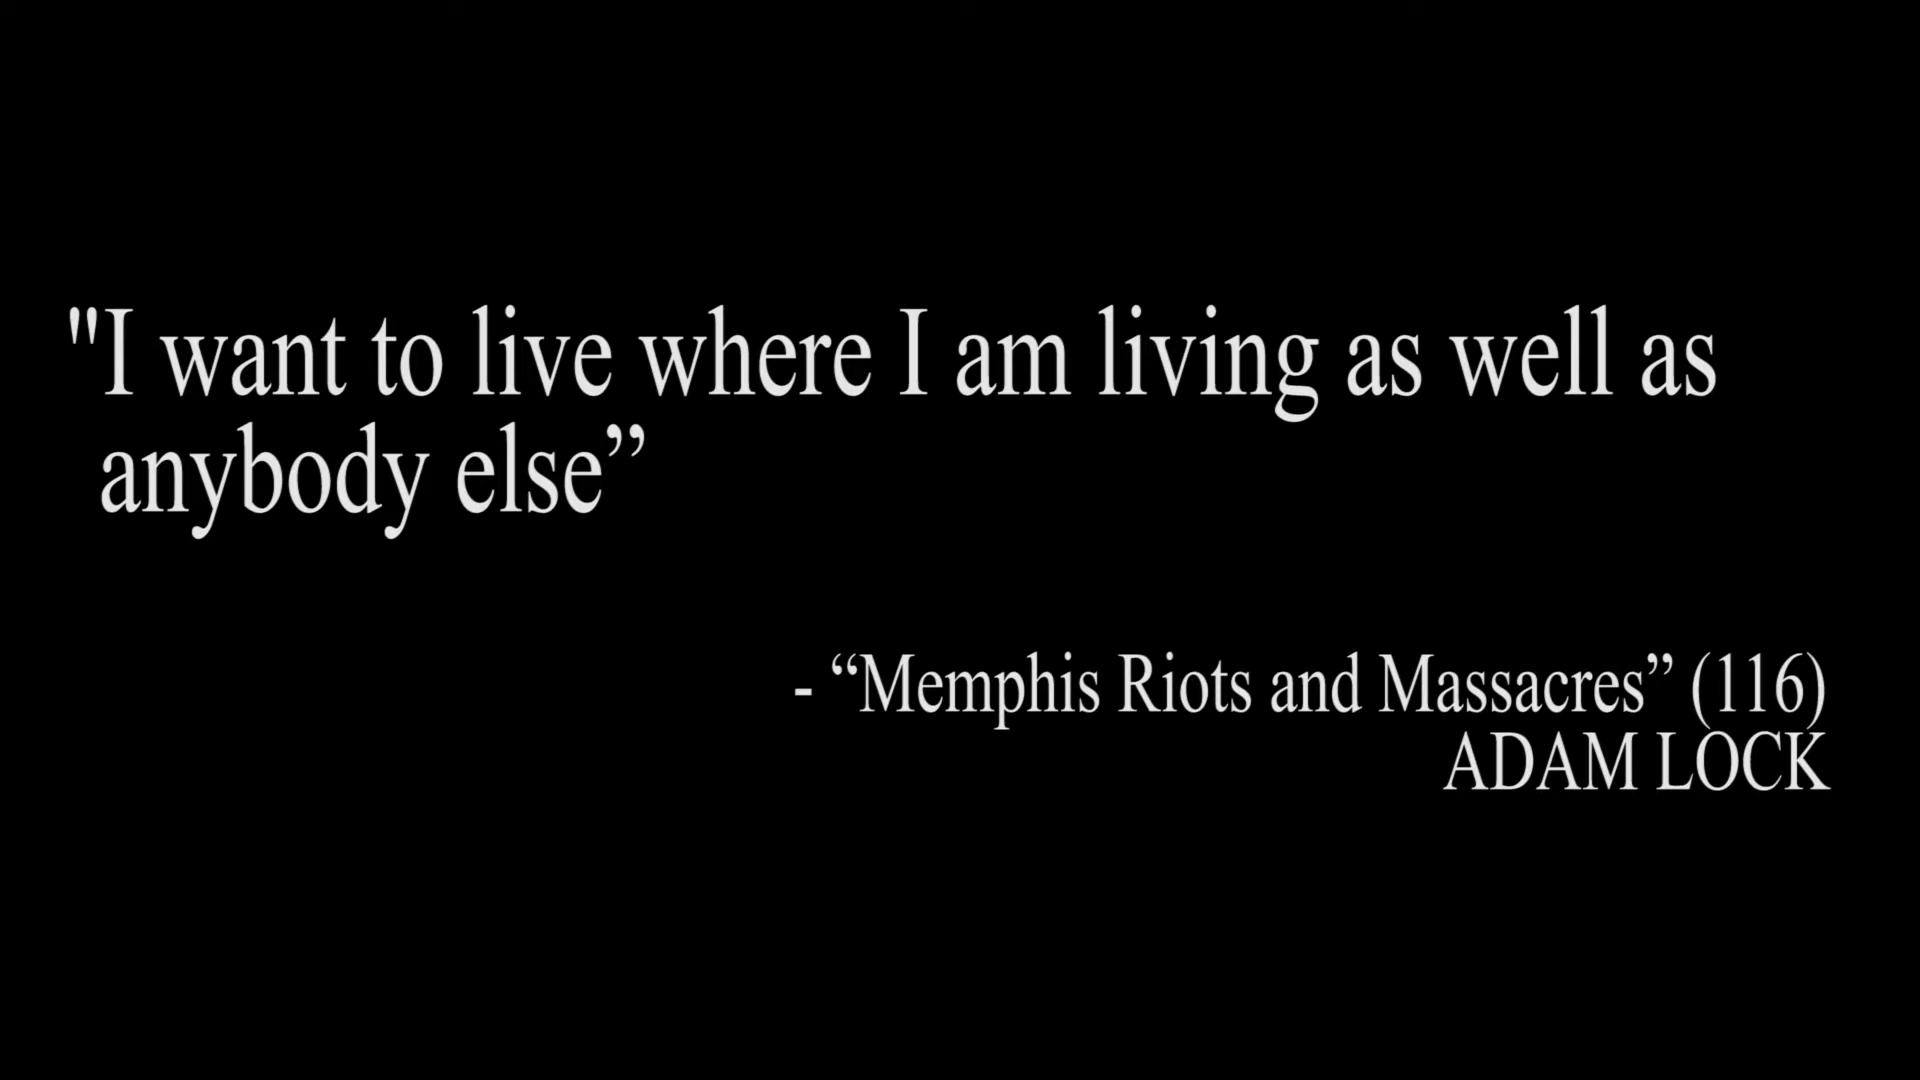 "I want to live where I am living as well as
anybody else”
- “Memphis Riots and Massacres” (116)
ADAM LOCK